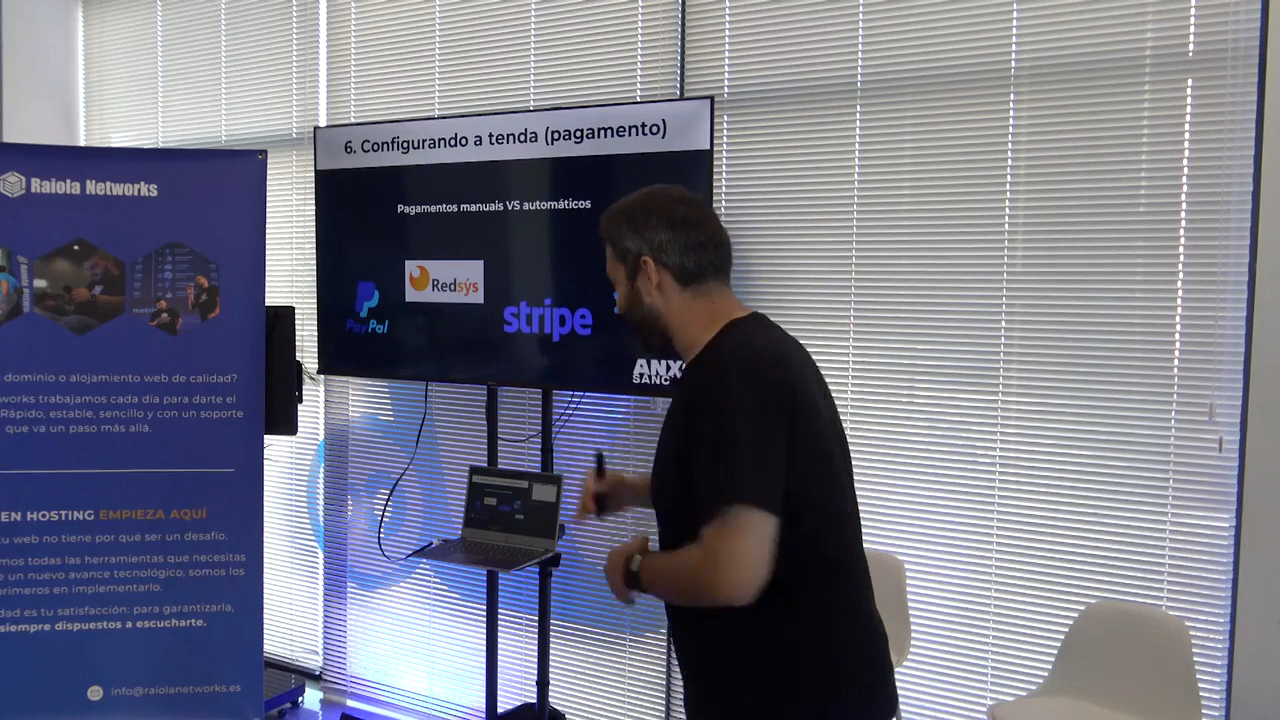 Raiola Networks
dominio o alojamiento web de calidad?
works trabajamos cada día para darte el
Rápido, estable, sencillo y con un soporte
que va un paso más allá.
EN HOSTING EMPIEZA AQUÍ
tu web no tiene por qué ser un desafío.
mos todas las herramientas que necesitas
e un nuevo avance tecnológico, somos los
primeros en implementarlo.
dad es tu satisfacción: para garantizarla,
siempre dispuestos a escucharte.
info@raiolanetworks.es
6. Configurando a tenda (pagamento)
Pagamentos manuais VS automáticos
Redsýs
PayPal
stripe
ANX
SANC